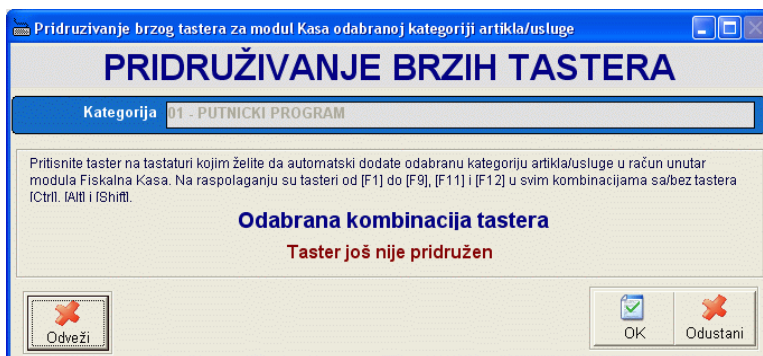 Pridruzivanje brzog tastera za modul Kasa odabranoj kategoriji artikla/usluge
PRIDRUŽIVANJE BRZIH TASTERA
Kategorija 01 - PUTNICKI PROGRAM
Pritisnite taster na tastaturi kojim želite da automatski dodate odabranu kategoriju artikla/usluge u račun unutar
modula Fiskalna Kasa. Na raspolaganju su tasteri od [F1] do [F9], [F11] i [F12] u svim kombinacijama sa/bez tastera
[Ctrl], [Alt] i [Shift].
Odabrana kombinacija tastera
Taster još nije pridružen
Odveži OK Odustani